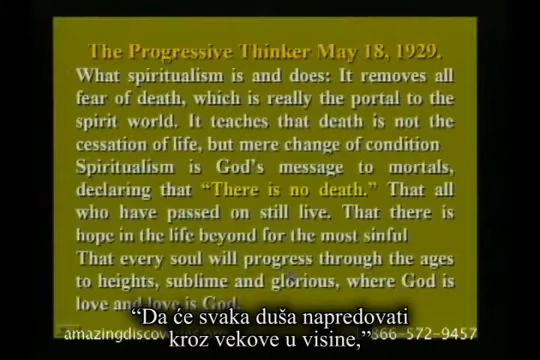 The Progressive Thinker May 18, 1929.
What spiritualism is and does: It removes all
fear of death, which is really the portal to the
spirit world. It teaches that death is not the
cessation of life, but mere change of condition
Spiritualism is God's message to mortals,
declaring that “There is no death.” That all
who have passed on still live. That there is
hope in the life beyond for the most sinful
That every soul will progress through the ages
to heights, sublime and glorious, where God is
love and love is God.
“Da će svaka duša napredovati
kroz vekove u visine,”
amazingdisco
866-572-9457